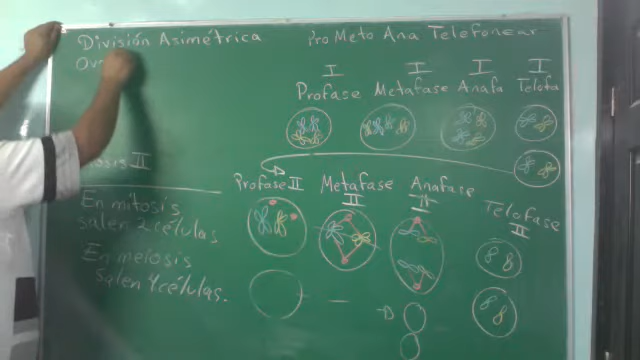 División Asimétrica
Pro Meto Ana Telefonear
I I I I
Profase Metafase Anafa Telofa
osis II
En mitosis
salen 2 células
En meiosis
Salen 4 células.
Profase II
Metafase
II
Anafase
II
Telofase
II